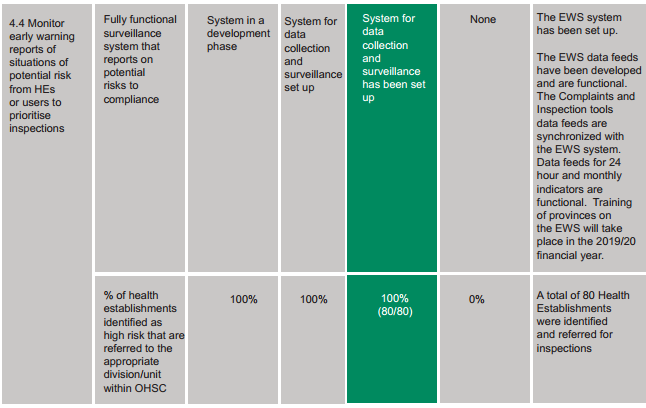 4.4 Monitor
early warning
reports of
situations of
potential risk
from HEs
or users to
prioritise
inspections
Fully functional
surveillance
system that
reports on
potential
risks to
compliance
System in a
development
phase
System for
data
collection
and
surveillance
set up
System for
data
collection
and
surveillance
has been set
up
None
The EWS system
has been set up.
The EWS data feeds
have been developed
and are functional.
The Complaints and
Inspection tools
data feeds are
synchronized with
the EWS system.
Data feeds for 24
hour and monthly
indicators are
functional. Training
of provinces on
the EWS will take
place in the 2019/20
financial year.
% of health
establishments
identified as
high risk that are
referred to the
appropriate
division/unit
within OHSC
100%
100%
100%
(80/80)
0%
A total of 80 Health
Establishments
were identified
and referred for
inspections